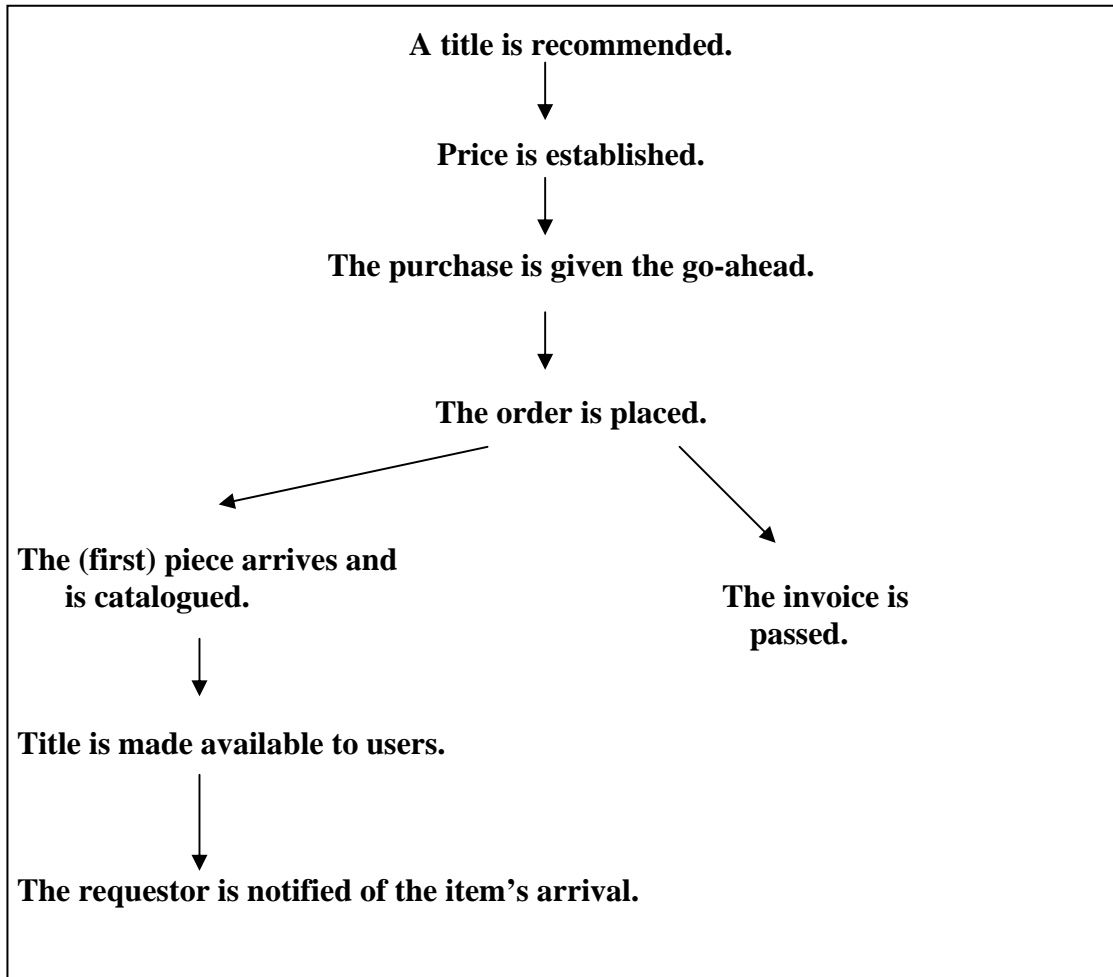 A title is recommended.
Price is established.
The purchase is given the go-ahead.
The order is placed.
The (first) piece arrives and
is catalogued.
The invoice is
passed.
Title is made available to users.
The requestor is notified of the item’s arrival.